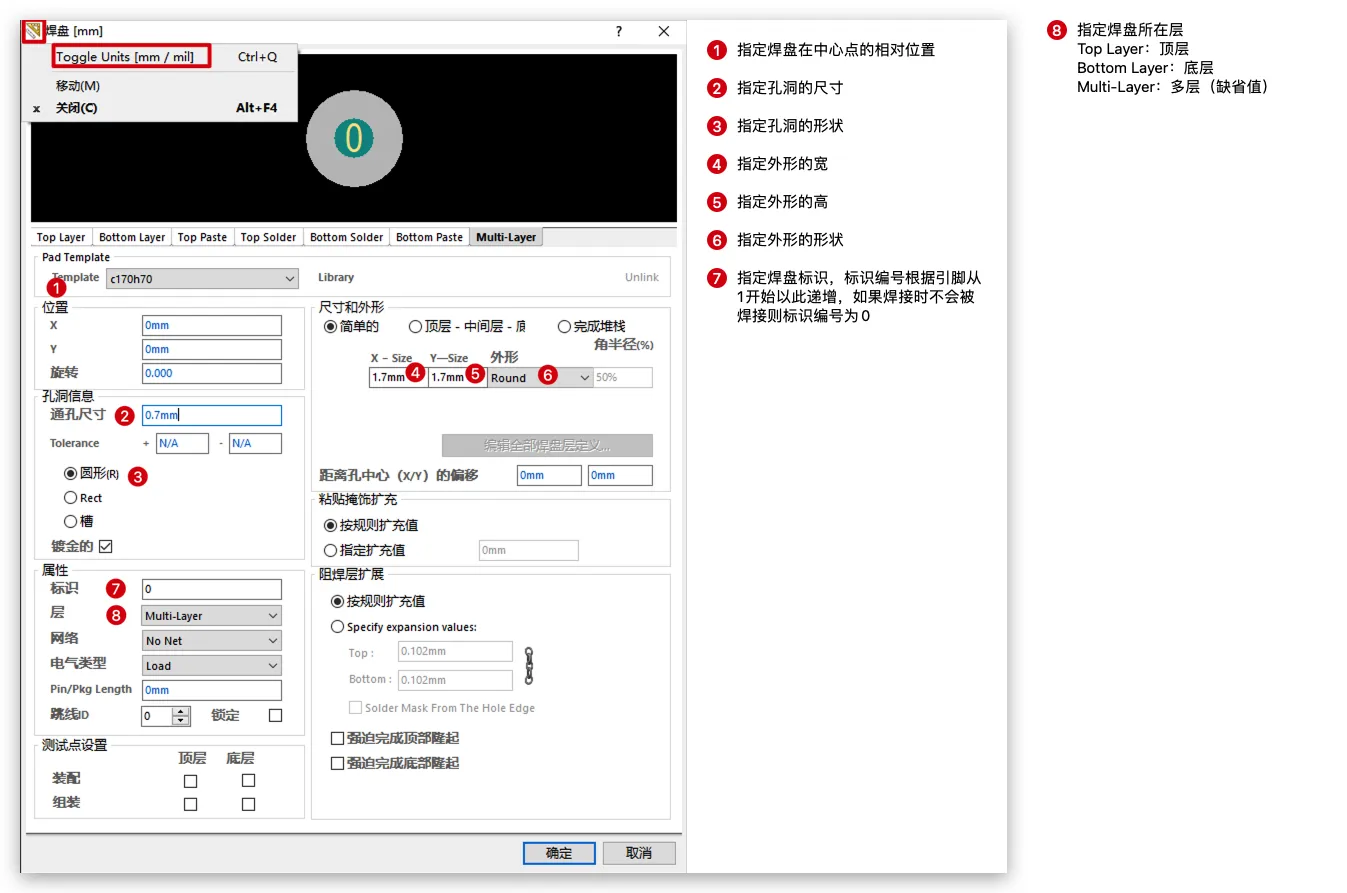 焊盘 [mm]
?
Toggle Units [mm / mil] Ctrl+Q
移动(M)
x 关闭(C) Alt+F4
0
Top Layer Bottom Layer Top Paste Top Solder Bottom Solder Bottom Paste Multi-Layer
Pad Template
Template c170h70 Library Unlink
1
位置
X 0mm
Y 0mm
旋转 0.000
孔洞信息
通孔尺寸 2 0.7mm
Tolerance + N/A - N/A
圆形(R) 3
Rect
槽
镀金的
属性
标识 7 0
层 8 Multi-Layer
网络 No Net
电气类型 Load
Pin/Pkg Length 0mm
跳线ID 0 锁定
测试点设置
顶层 底层
装配
组装
尺寸和外形
简单的 顶层 - 中间层 - 底 完成堆栈
角半径(%)
X - Size Y—Size 外形
1.7mm 4 1.7mm 5 Round 6 50%
编辑全部焊盘层定义...
距离孔中心（X/Y）的偏移 0mm 0mm
粘贴掩饰扩充
按规则扩充值
指定扩充值 0mm
阻焊层扩展
按规则扩充值
Specify expansion values:
Top : 0.102mm
Bottom : 0.102mm
Solder Mask From The Hole Edge
强迫完成顶部隆起
强迫完成底部隆起
确定 取消
1 指定焊盘在中心点的相对位置
2 指定孔洞的尺寸
3 指定孔洞的形状
4 指定外形的宽
5 指定外形的高
6 指定外形的形状
7 指定焊盘标识，标识编号根据引脚从
1开始以此递增，如果焊接时不会被
焊接则标识编号为0
8 指定焊盘所在层
Top Layer：顶层
Bottom Layer：底层
Multi-Layer：多层（缺省值）